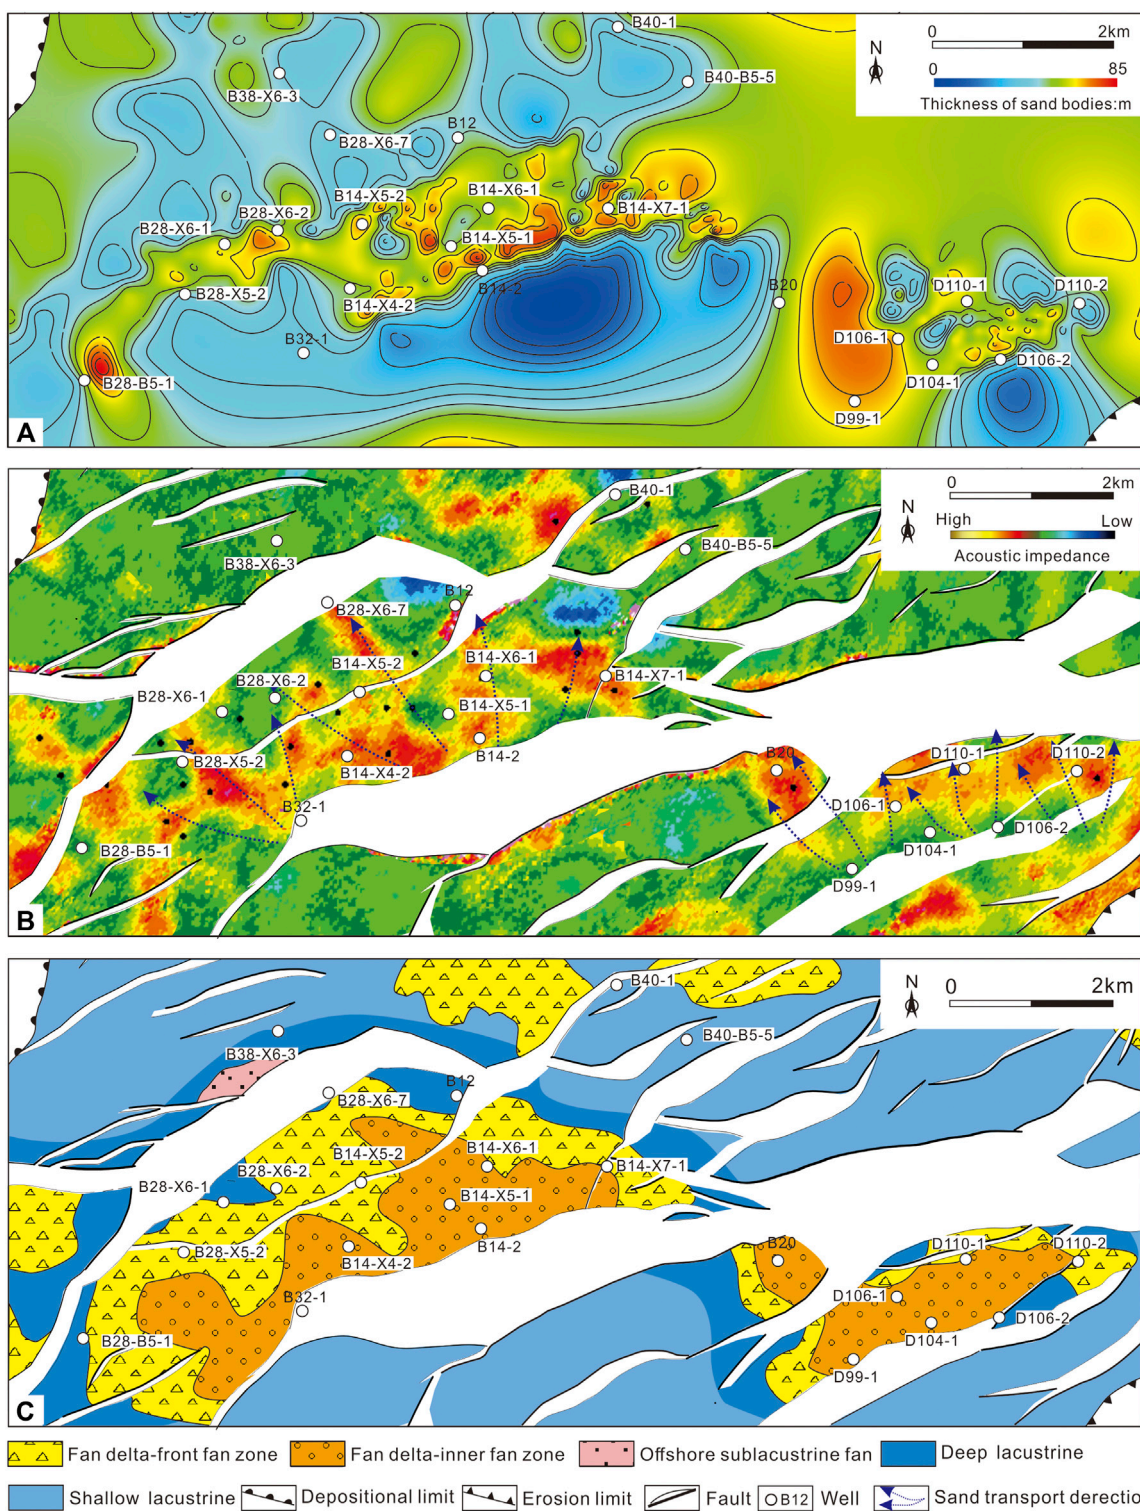 B40-1
0 2km
N
B38-X6-3
B40-B5-5
0 85
Thickness of sand bodies:m
B28-X6-7
B12
B14-X5-2
B14-X6-1
B28-X6-2
B14-X7-1
B28-X6-1
B14-X5-1
B28-X5-2
B14-2
B14-X4-2
B20
D110-1
D110-2
B32-1
D106-1
D106-2
B28-B5-1
D104-1
D99-1
A
B40-1
0 2km
N
High Low
Acoustic impedance
B38-X6-3
B40-B5-5
B12
B28-X6-7
B14-X5-2
B14-X6-1
B28-X6-2
B14-X7-1
B28-X6-1
B14-X5-1
B28-X5-2
B14-2
B14-X4-2
B20
D110-1
D110-2
B32-1
D106-1
D106-2
B28-B5-1
D104-1
D99-1
B
B40-1
0 2km
N
B38-X6-3
B40-B5-5
B12
B28-X6-7
B14-X5-2
B14-X6-1
B28-X6-2
B14-X7-1
B28-X6-1
B14-X5-1
B28-X5-2
B14-2
B14-X4-2
B20
D110-1
D110-2
B32-1
D106-1
D106-2
B28-B5-1
D104-1
D99-1
C
Fan delta-front fan zone Fan delta-inner fan zone Offshore sublacustrine fan Deep lacustrine
Shallow lacustrine Depositional limit Erosion limit Fault B12 Well Sand transport derection